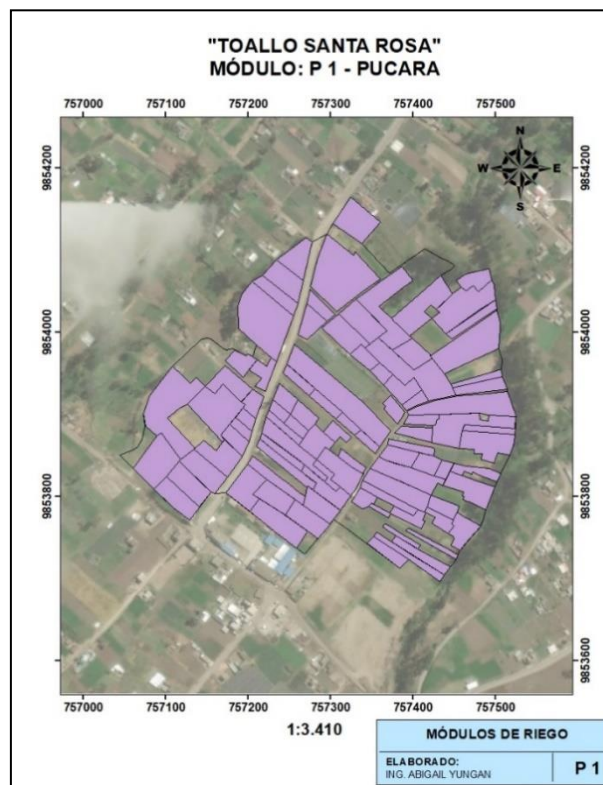 "TOALLO SANTA ROSA"
MÓDULO: P 1 - PUCARA
757000 757100 757200 757300 757400 757500
N
W E
S
9854200 9854200
9854000 9854000
9853800 9853800
9853600
757000 757100 757200 757300 757400 757500
1:3.410
MÓDULOS DE RIEGO
ELABORADO:
ING. ABIGAIL YUNGAN
P 1